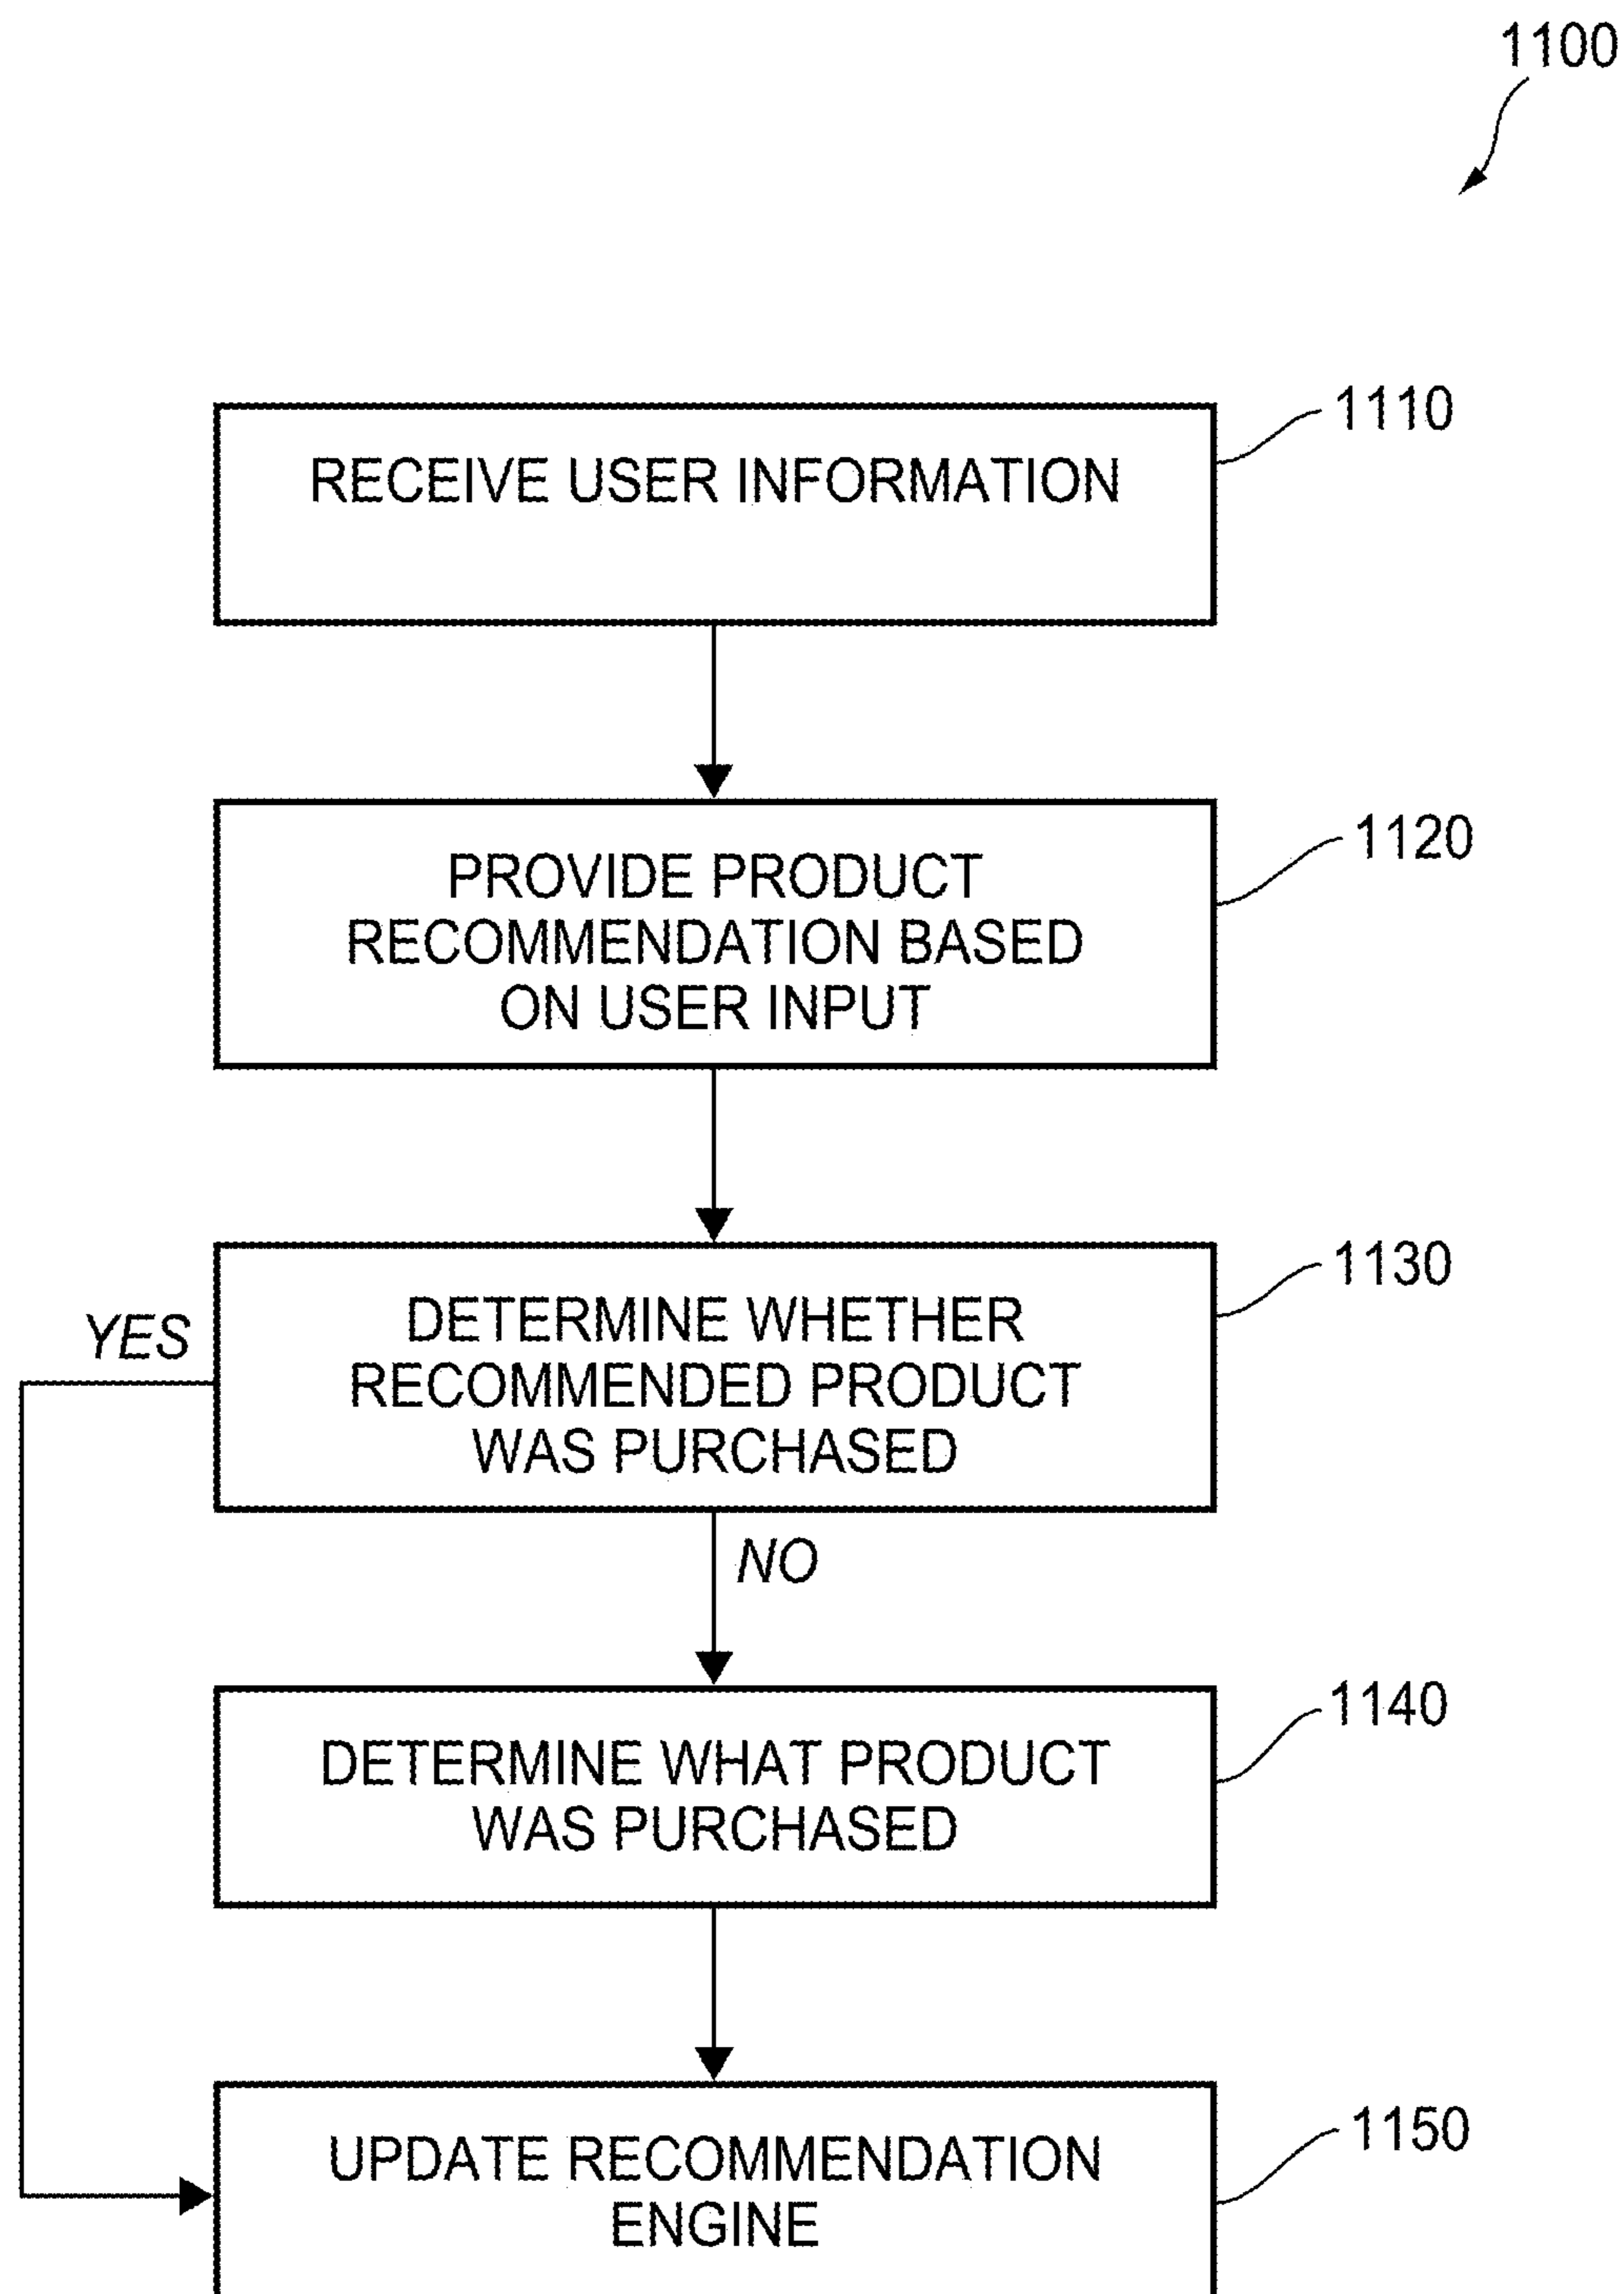 1100
RECEIVE USER INFORMATION
1110
PROVIDE PRODUCT
RECOMMENDATION BASED
ON USER INPUT
1120
DETERMINE WHETHER
RECOMMENDED PRODUCT
WAS PURCHASED
1130
YES
NO
DETERMINE WHAT PRODUCT
WAS PURCHASED
1140
UPDATE RECOMMENDATION
ENGINE
1150